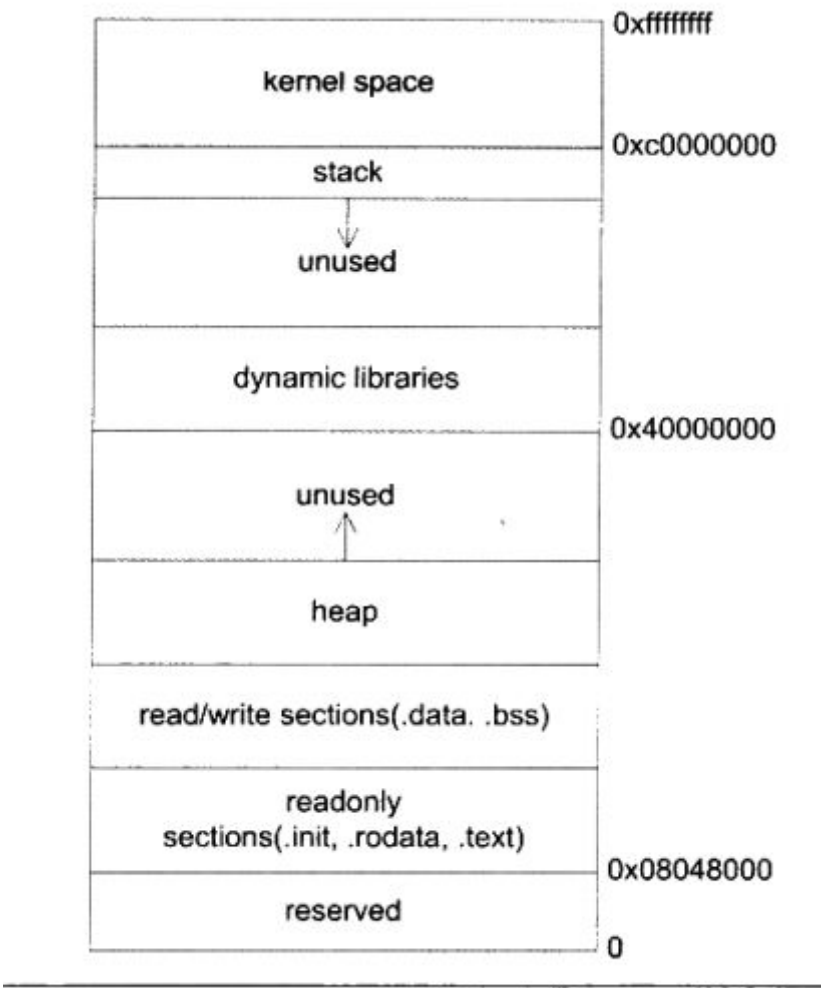 0xffffffff
kernel space
0xc0000000
stack
unused
dynamic libraries
0x40000000
unused
heap
read/write sections(.data. .bss)
readonly
sections(.init, .rodata, .text)
0x08048000
reserved
0